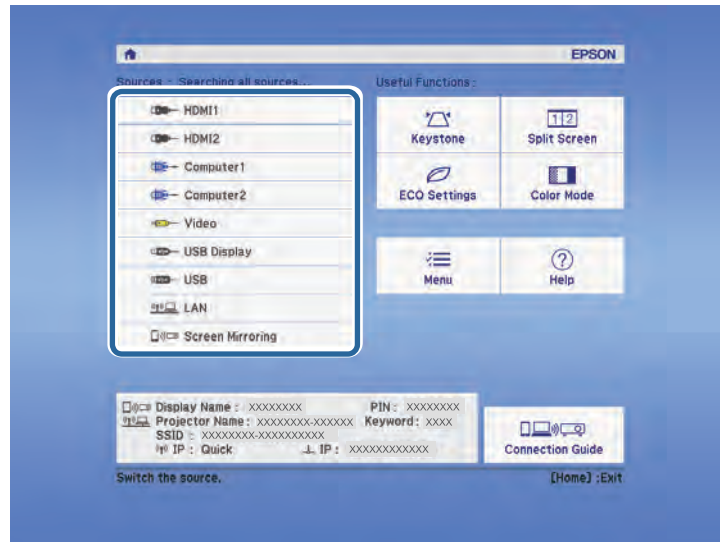 EPSON
Sources - Searching all sources...
HDMI1
HDMI2
Computer1
Computer2
Video
USB Display
USB
LAN
Screen Mirroring
Useful Functions:
Keystone
1 2
Split Screen
ECO Settings
Color Mode
Menu
?
Help
Display Name : XXXXXXXX PIN : XXXXXXXX
Projector Name : XXXXXXXX-XXXXXX Keyword : XXXX
SSID : XXXXXXXX-XXXXXXXXXX
IP : Quick IP : XXXXXXXXXXXX
Connection Guide
Switch the source. [Home] :Exit